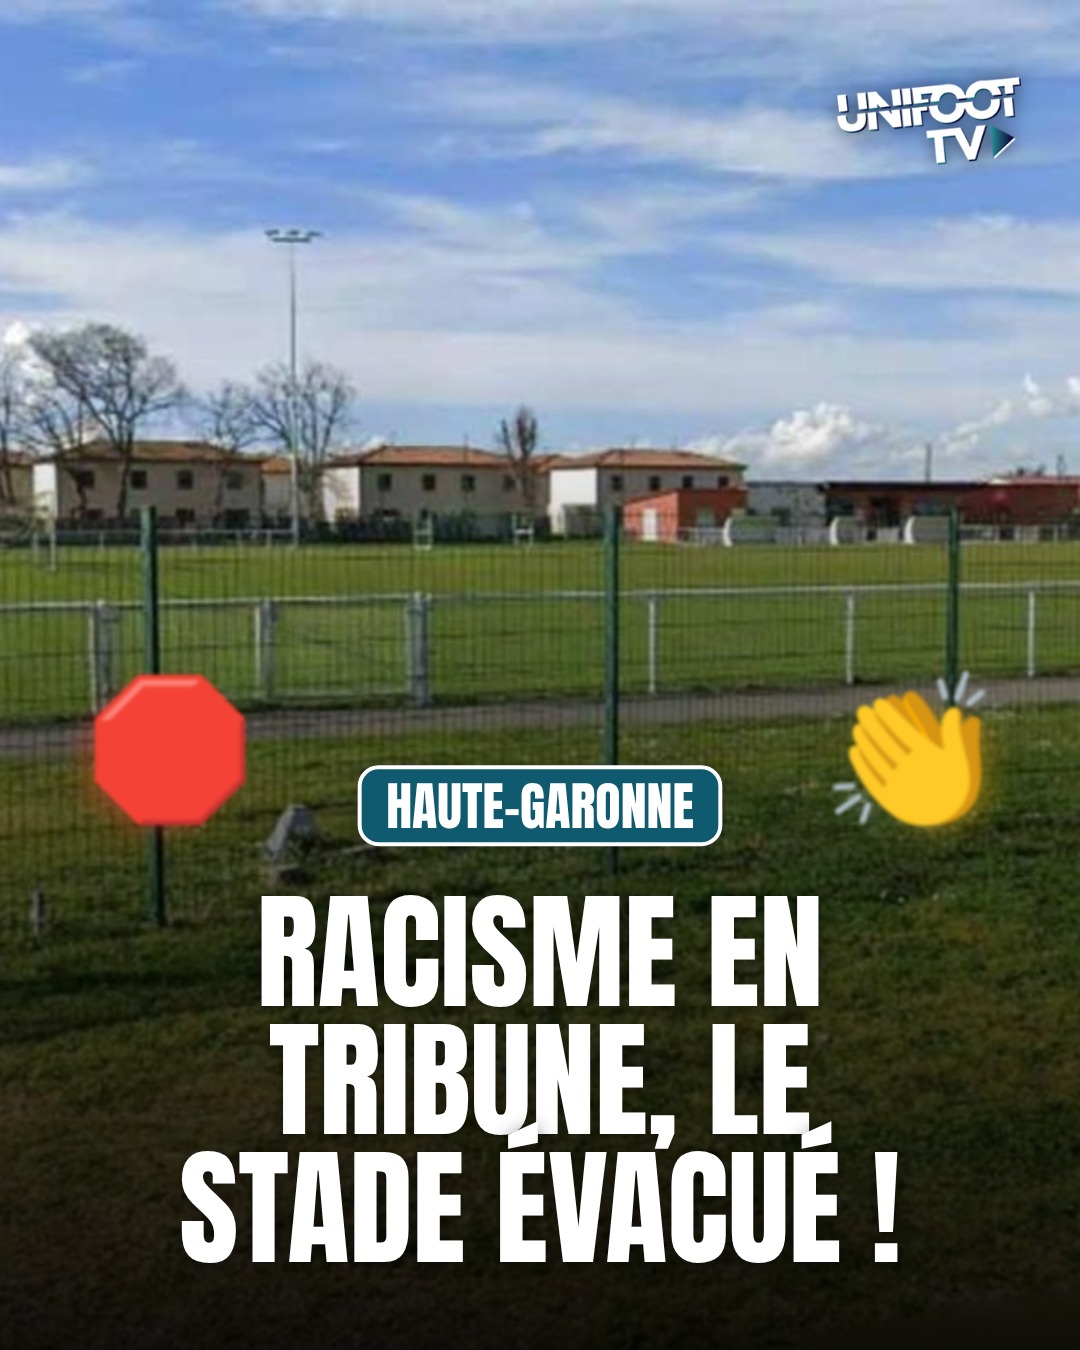 UNIFOOT
TV
HAUTE-GARONNE
RACISME EN
TRIBUNE, LE
STADE ÉVACUÉ !